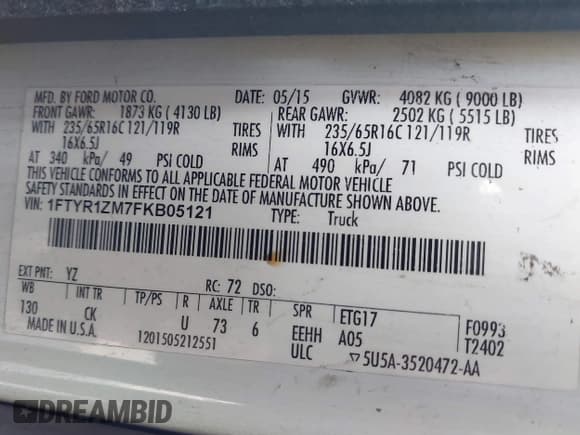 MFD. BY FORD MOTOR CO. DATE: 05/15 GVWR: 4082 KG ( 9000 LB)
FRONT GAWR: 1873 KG ( 4130 LB) REAR GAWR: 2502 KG ( 5515 LB)
WITH 235/65R16C 121/119R TIRES WITH 235/65R16C 121/119R TIRES
16X6.5J RIMS 16X6.5J RIMS
AT 340 kPa/ 49 PSI COLD AT 490 kPa/ 71 PSI COLD
THIS VEHICLE CONFORMS TO ALL APPLICABLE FEDERAL MOTOR VEHICLE
SAFETY STANDARDS IN EFFECT ON THE DATE OF MANUFACTURE SHOWN ABOVE.
VIN: 1FTYR1ZM7FKB05121 TYPE: Truck
EXT PNT: YZ RC: 72 DSO:
WB INT TR TP/PS R AXLE TR SPR ETG17 F0993
130 CK U 73 6 EEHH A05 T2402
MADE IN U.S.A. 1201505212551 ULC ▽5U5A-3520472-AA
DREAMBID